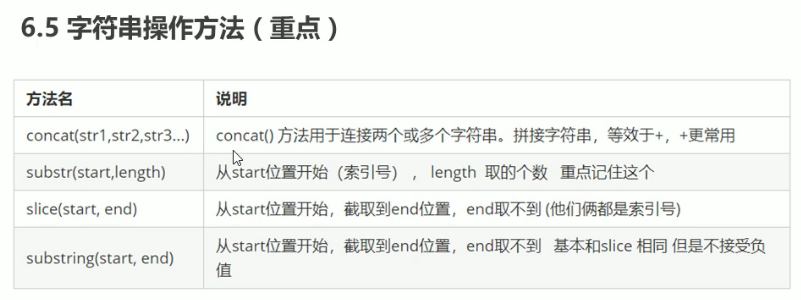 6.5 字符串操作方法（重点）
方法名 说明
concat(str1,str2,str3...) concat() 方法用于连接两个或多个字符串。拼接字符串，等效于+，+更常用
substr(start,length) 从start位置开始（索引号） ， length 取的个数 重点记住这个
slice(start, end) 从start位置开始，截取到end位置，end取不到 (他们俩都是索引号)
substring(start, end) 从start位置开始，截取到end位置，end取不到 基本和slice 相同 但是不接受负
值